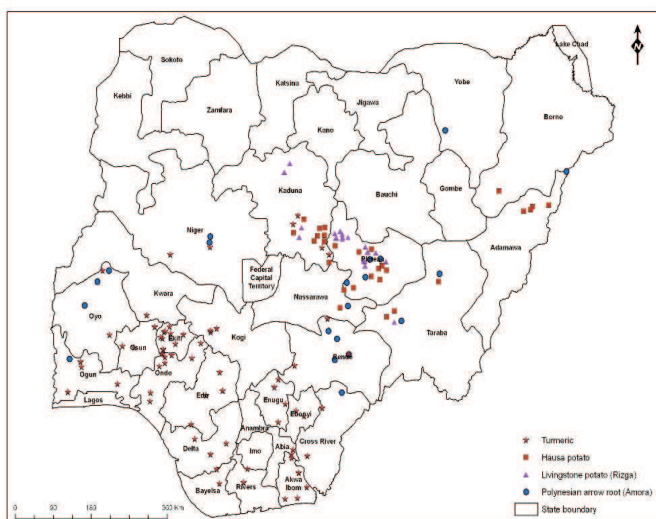 Lake Chad
Sokoto
Katsina
Yobe
Kebbi
Zamfara
Jigawa
Borno
Kano
Kaduna
Bauchi
Gombe
Niger
Adamawa
Federal
Capital
Territory
Plateau
Nassarawa
Kwara
Taraba
Oyo
Kogi
Osun
Ekiti
Benue
Ogun
Ondo
Lagos
Edo
Enugu
Ebonyi
Anambra
Cross River
Delta
Imo
Abia
Akwa
Ibom
Bayelsa
Rivers
N
Turmeric
Hausa potato
Livingstone potato (Rizga)
Polynesian arrow root (Amora)
State boundary
0 90 180 360 Km